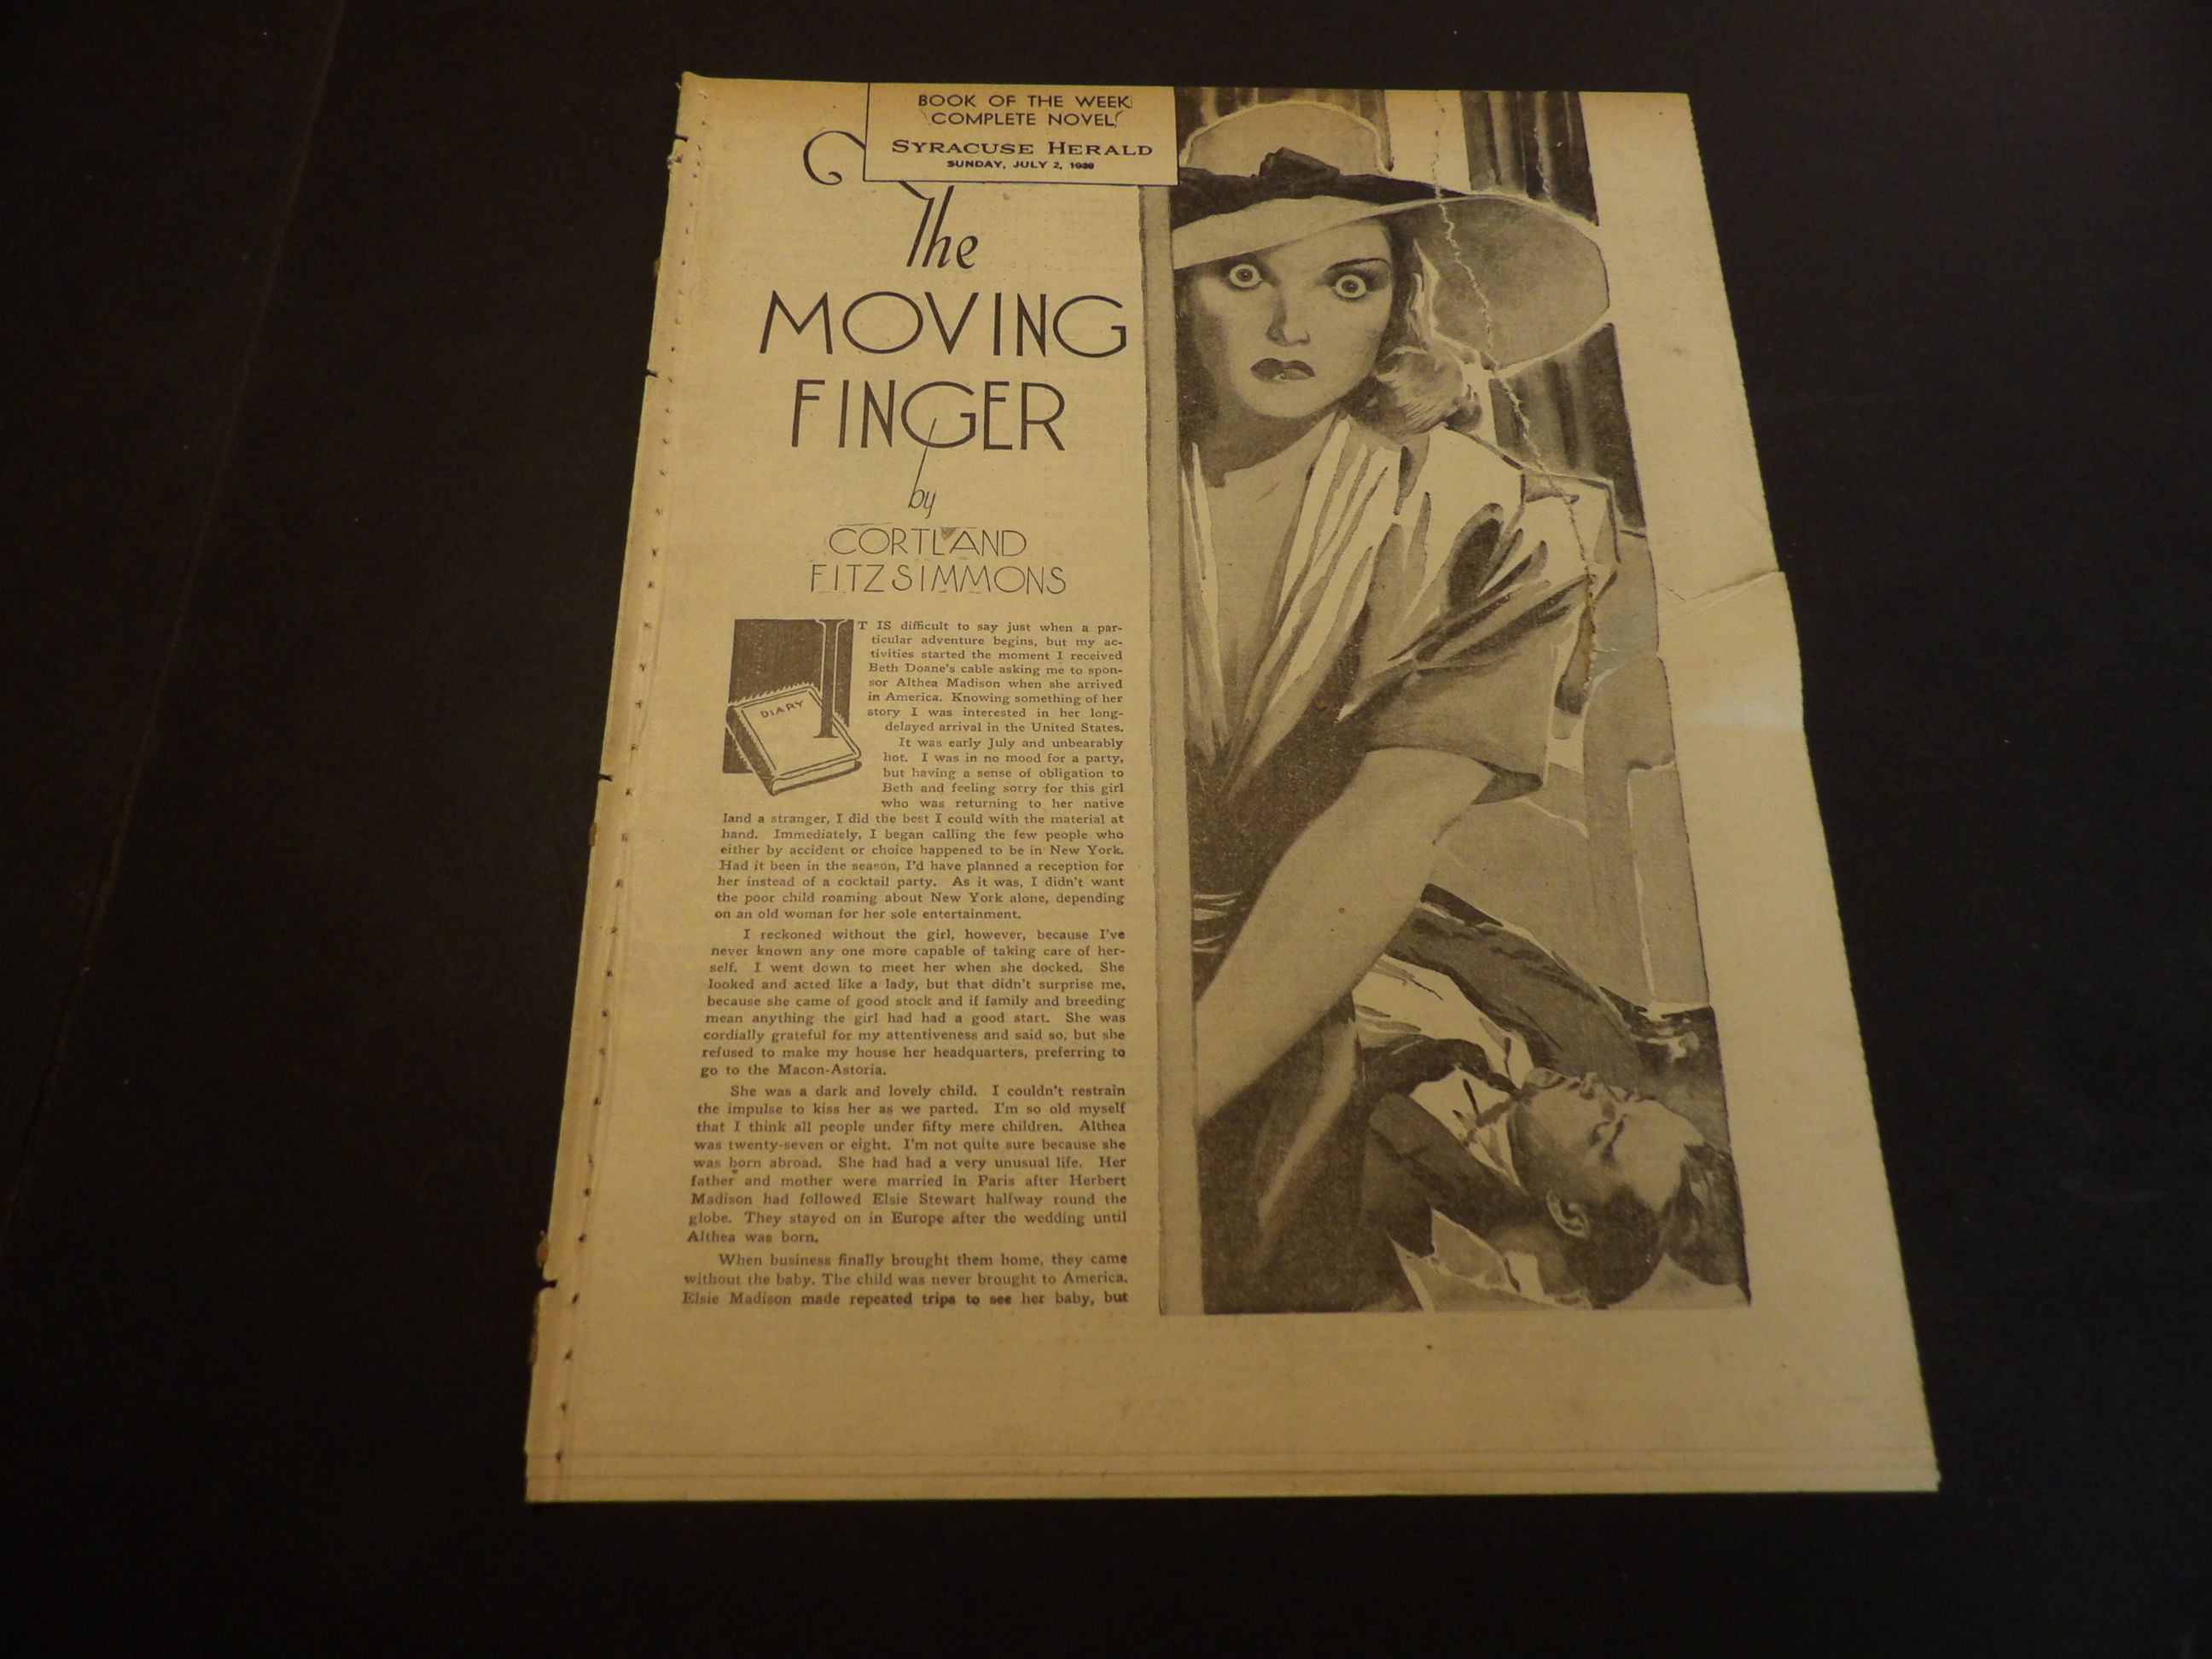 BOOK OF THE WEEK
COMPLETE NOVEL
SYRACUSE HERALD
SUNDAY, JULY 2, 1939
The
MOVING
FINGER
by
CORTLAND
FITZSIMMONS
DIARY
IT IS difficult to say just when a par-
ticular adventure begins, but my ac-
tivities started the moment I received
Beth Doane's cable asking me to spon-
sor Althea Madison when she arrived
in America. Knowing something of her
story I was interested in her long-
delayed arrival in the United States.
It was early July and unbearably
hot. I was in no mood for a party,
but having a sense of obligation to
Beth and feeling sorry for this girl
who was returning to her native
land a stranger, I did the best I could with the material at
hand. Immediately, I began calling the few people who
either by accident or choice happened to be in New York.
Had it been in the season, I'd have planned a reception for
her instead of a cocktail party. As it was, I didn't want
the poor child roaming about New York alone, depending
on an old woman for her sole entertainment.
I reckoned without the girl, however, because I've
never known any one more capable of taking care of her-
self. I went down to meet her when she docked. She
looked and acted like a lady, but that didn't surprise me,
because she came of good stock and if family and breeding
mean anything the girl had had a good start. She was
cordially grateful for my attentiveness and said so, but she
refused to make my house her headquarters, preferring to
go to the Macon-Astoria.
She was a dark and lovely child. I couldn't restrain
the impulse to kiss her as we parted. I'm so old myself
that I think all people under fifty mere children. Althea
was twenty-seven or eight. I'm not quite sure because she
was born abroad. She had had a very unusual life. Her
father and mother were married in Paris after Herbert
Madison had followed Elsie Stewart halfway round the
globe. They stayed on in Europe after the wedding until
Althea was born.
When business finally brought them home, they came
without the baby. The child was never brought to America.
Elsie Madison made repeated trips to see her baby, but